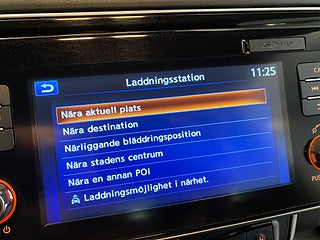 Laddningsstation
11:25
Nära aktuell plats
Nära destination
Närliggande bläddringsposition
Nära stadens centrum
Nära en annan POI
Laddningsmöjlighet i närhet.
PUSH